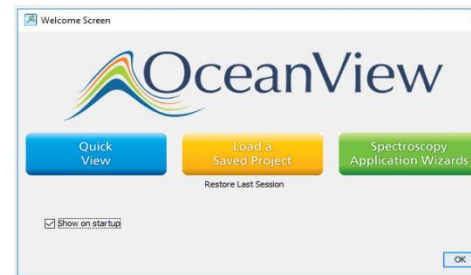 Welcome Screen
OceanView
Quick
View
Load a
Saved Project
Spectroscopy
Application Wizards
Restore Last Session
Show on startup
OK